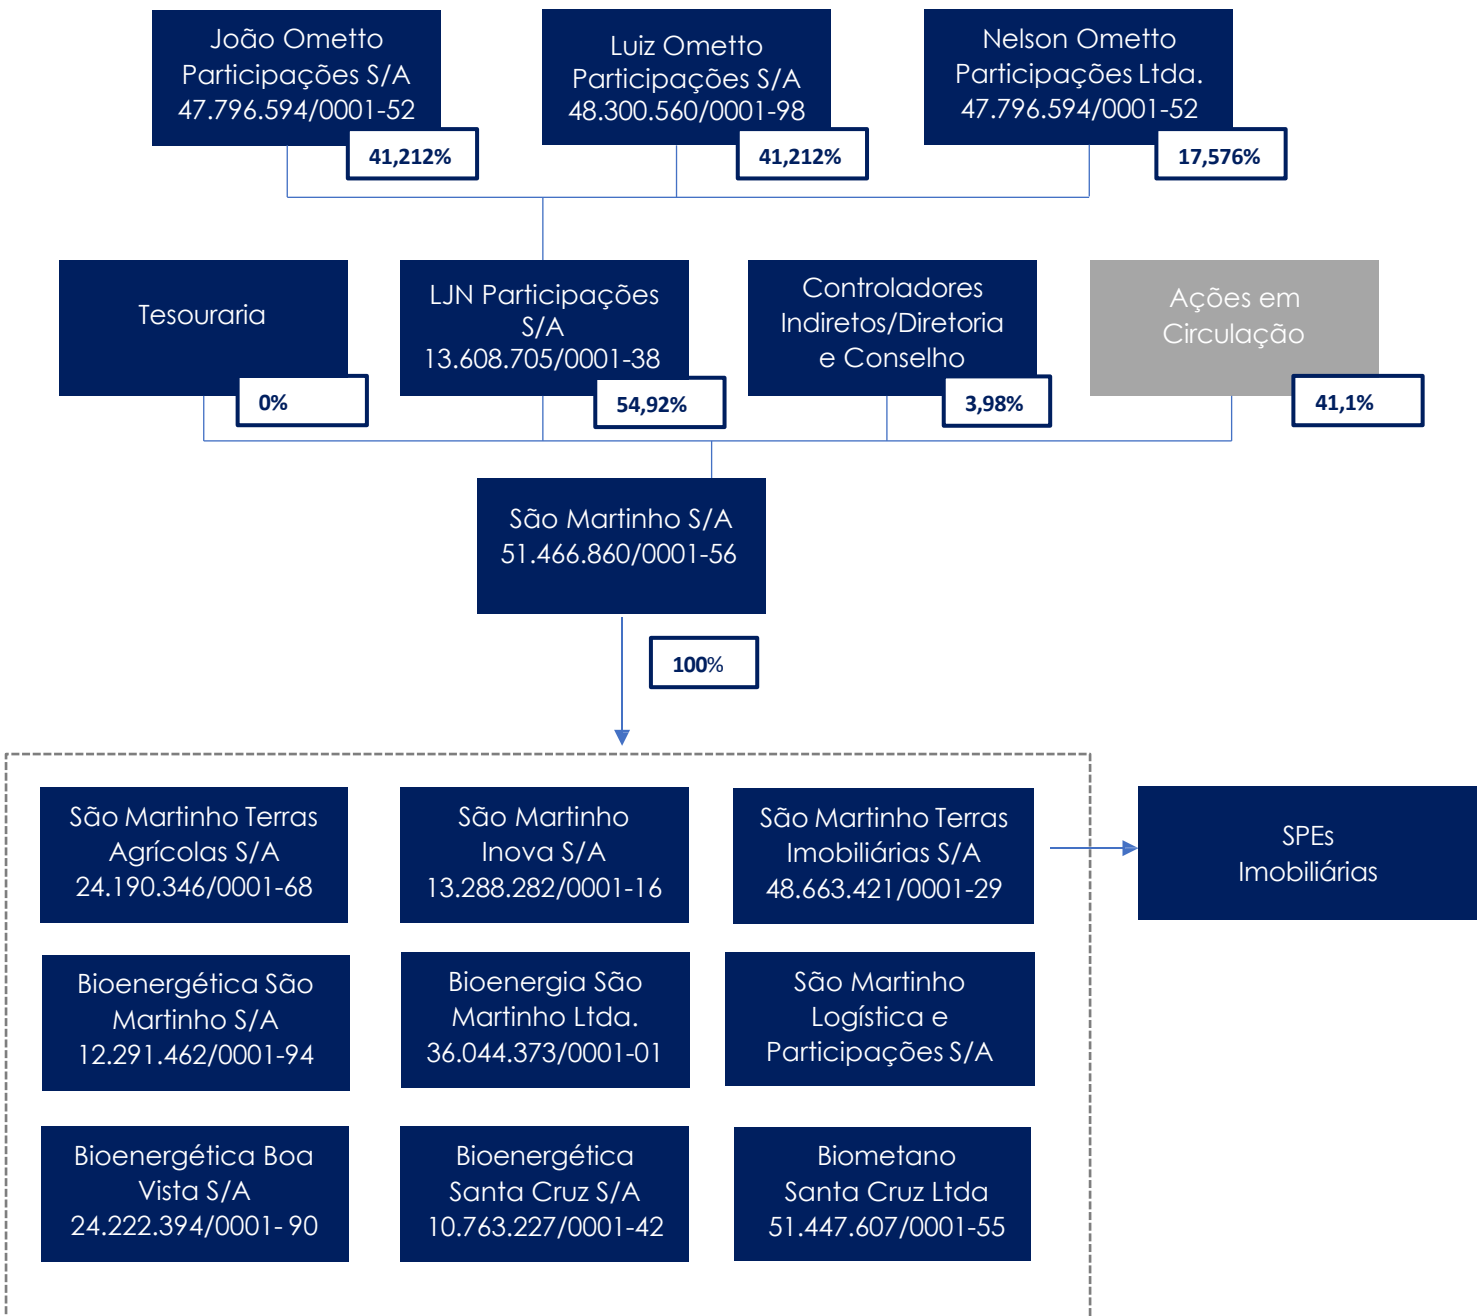 João Ometto
Participações S/A
47.796.594/0001-52
41,212%
Luiz Ometto
Participações S/A
48.300.560/0001-98
41,212%
Nelson Ometto
Participações Ltda.
47.796.594/0001-52
17,576%
Tesouraria
0%
LJN Participações
S/A
13.608.705/0001-38
54,92%
Controladores
Indiretos/Diretoria
e Conselho
3,98%
Ações em
Circulação
41,1%
São Martinho S/A
51.466.860/0001-56
100%
São Martinho Terras
Agrícolas S/A
24.190.346/0001-68
São Martinho
Inova S/A
13.288.282/0001-16
São Martinho Terras
Imobiliárias S/A
48.663.421/0001-29
SPEs
Imobiliárias
Bioenergética São
Martinho S/A
12.291.462/0001-94
Bioenergia São
Martinho Ltda.
36.044.373/0001-01
São Martinho
Logística e
Participações S/A
Bioenergética Boa
Vista S/A
24.222.394/0001- 90
Bioenergética
Santa Cruz S/A
10.763.227/0001-42
Biometano
Santa Cruz Ltda
51.447.607/0001-55